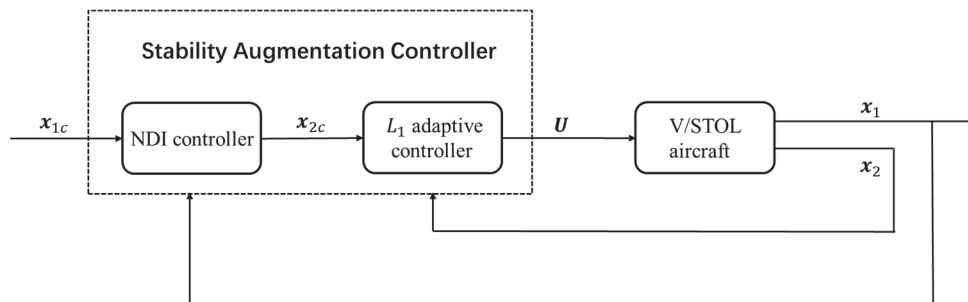 Stability Augmentation Controller
x1c
NDI controller
x2c
L1 adaptive
controller
U
V/STOL
aircraft
x1
x2